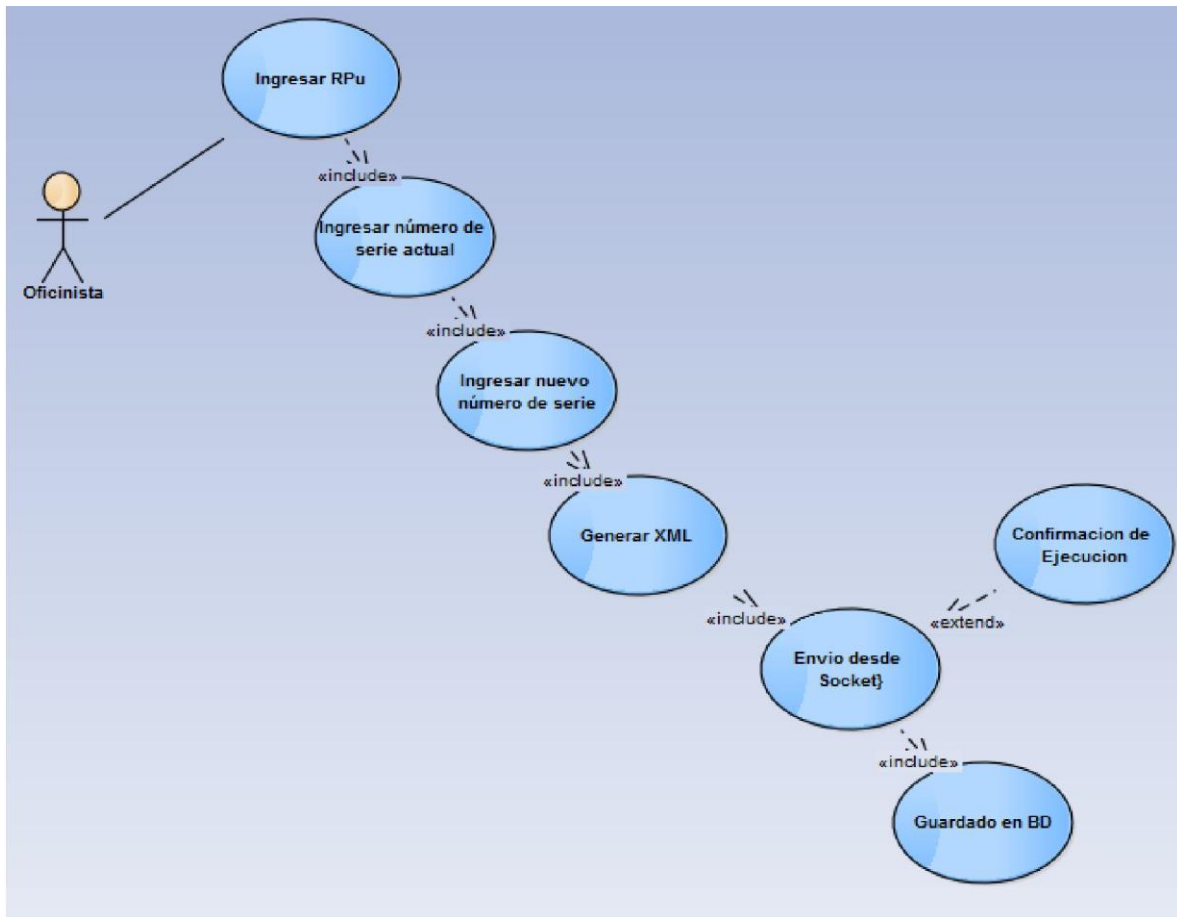 Ingresar RPu
«include»
Ingresar número de
serie actual
Oficinista
«include»
Ingresar nuevo
número de serie
«include»
Generar XML
Confirmacion de
Ejecucion
«include»
«extend»
Envio desde
Socket}
«include»
Guardado en BD